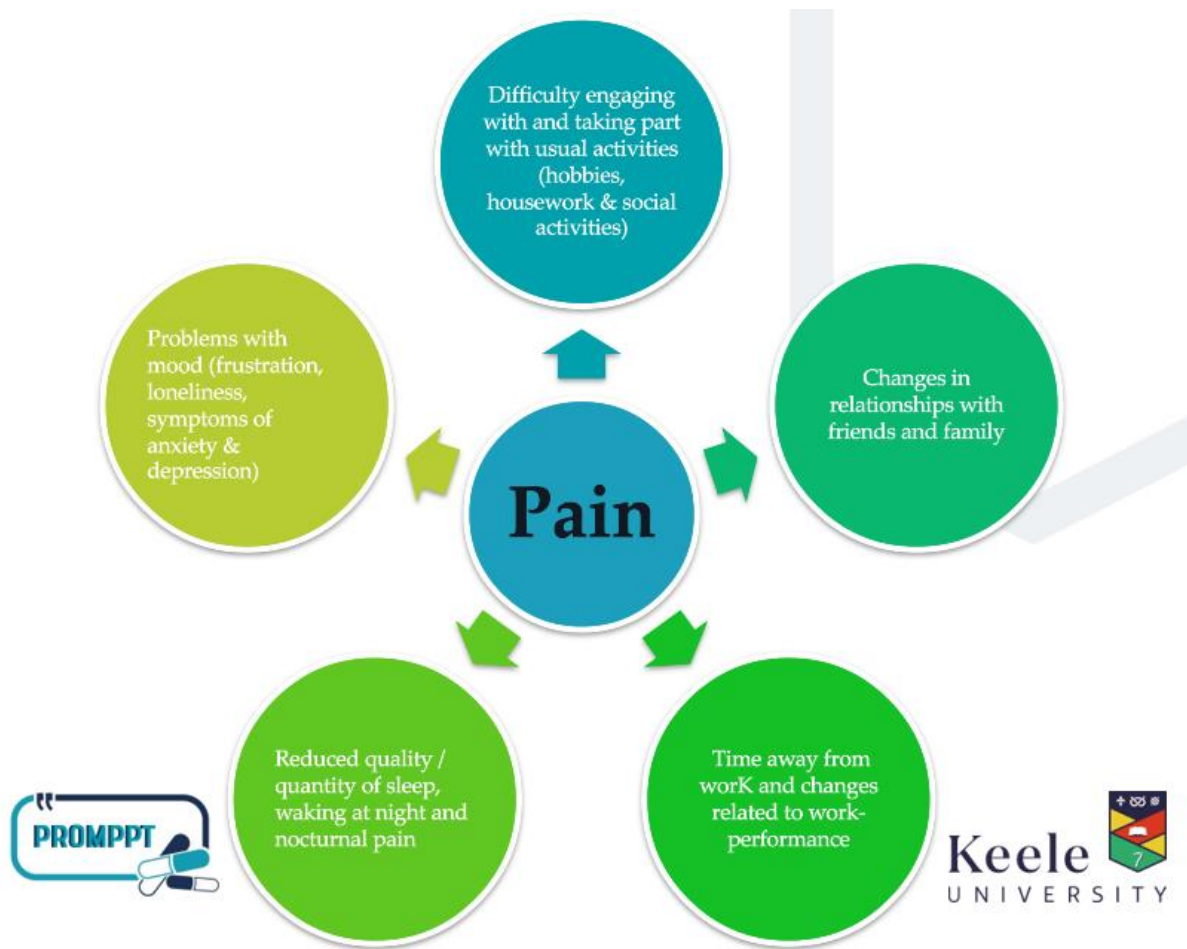 Difficulty engaging
with and taking part
with usual activities
(hobbies,
housework & social
activities)
Problems with
mood (frustration,
loneliness,
symptoms of
anxiety &
depression)
Changes in
relationships with
friends and family
Pain
Reduced quality /
quantity of sleep,
waking at night and
nocturnal pain
Time away from
worK and changes
related to work-
performance
PROMPPT
Keele
UNIVERSITY